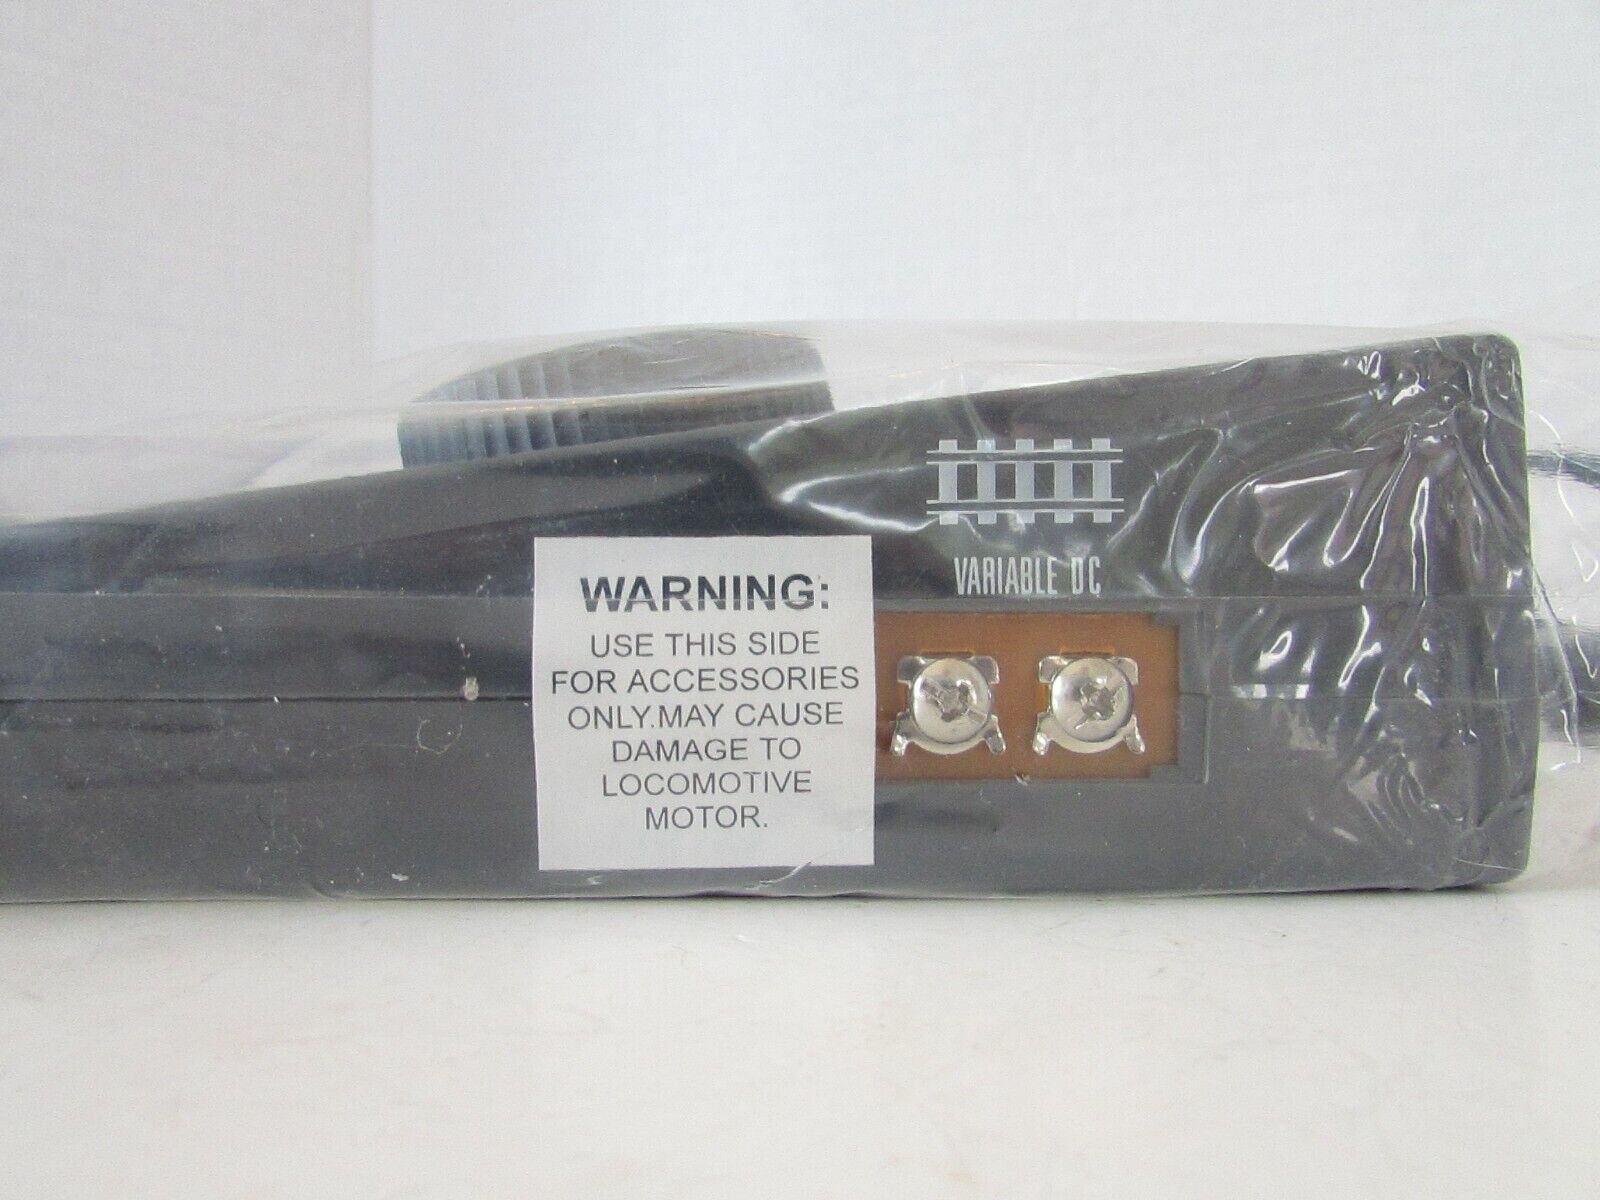 VARIABLE DC
WARNING:
USE THIS SIDE
FOR ACCESSORIES
ONLY.MAY CAUSE
DAMAGE TO
LOCOMOTIVE
MOTOR.